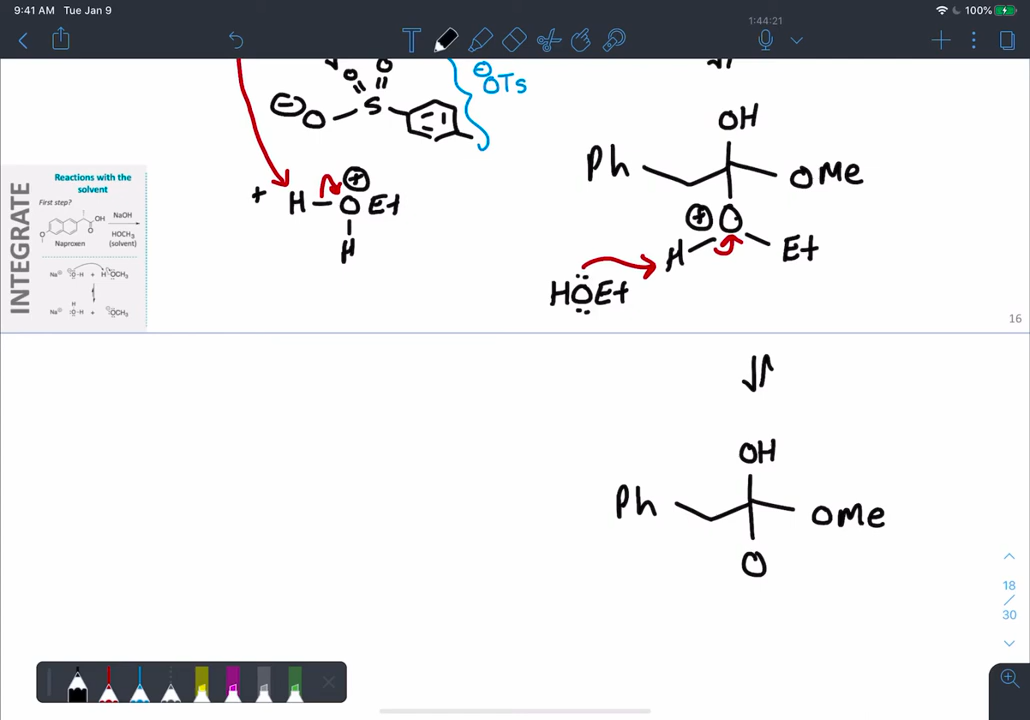 9:41 AM Tue Jan 9
100%
1:44:21
T
⊖OTs
O O
⊖O S
+ H O⊕ Et
H
OH
Ph
OMe
⊕ O
H Et
HOEt
16
INTEGRATE
Reactions with the
solvent
First step?
OH NaOH
HOCH₃
Naproxen (solvent)
OH
Ph
OMe
O
18
/
30